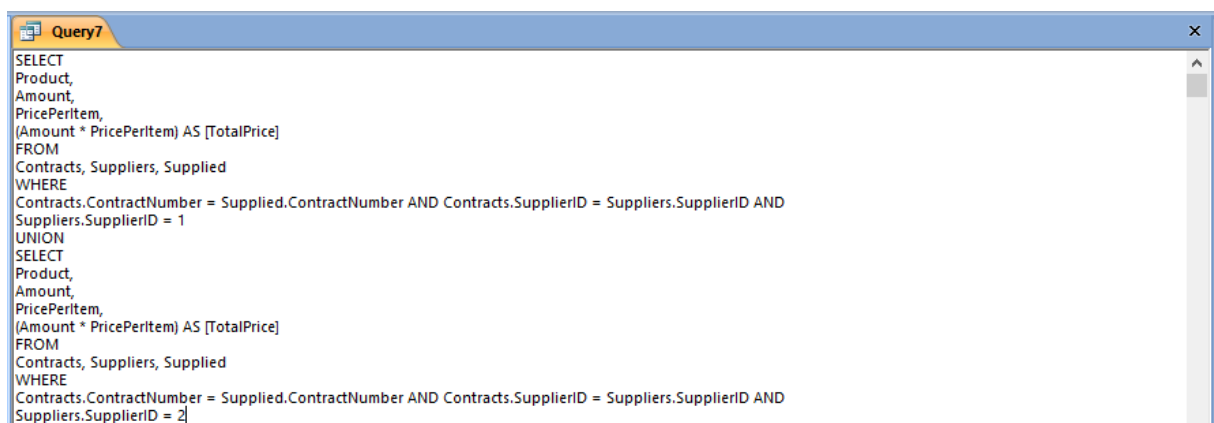 Query7
SELECT
Product,
Amount,
PricePerItem,
(Amount * PricePerItem) AS [TotalPrice]
FROM
Contracts, Suppliers, Supplied
WHERE
Contracts.ContractNumber = Supplied.ContractNumber AND Contracts.SupplierID = Suppliers.SupplierID AND
Suppliers.SupplierID = 1
UNION
SELECT
Product,
Amount,
PricePerItem,
(Amount * PricePerItem) AS [TotalPrice]
FROM
Contracts, Suppliers, Supplied
WHERE
Contracts.ContractNumber = Supplied.ContractNumber AND Contracts.SupplierID = Suppliers.SupplierID AND
Suppliers.SupplierID = 2